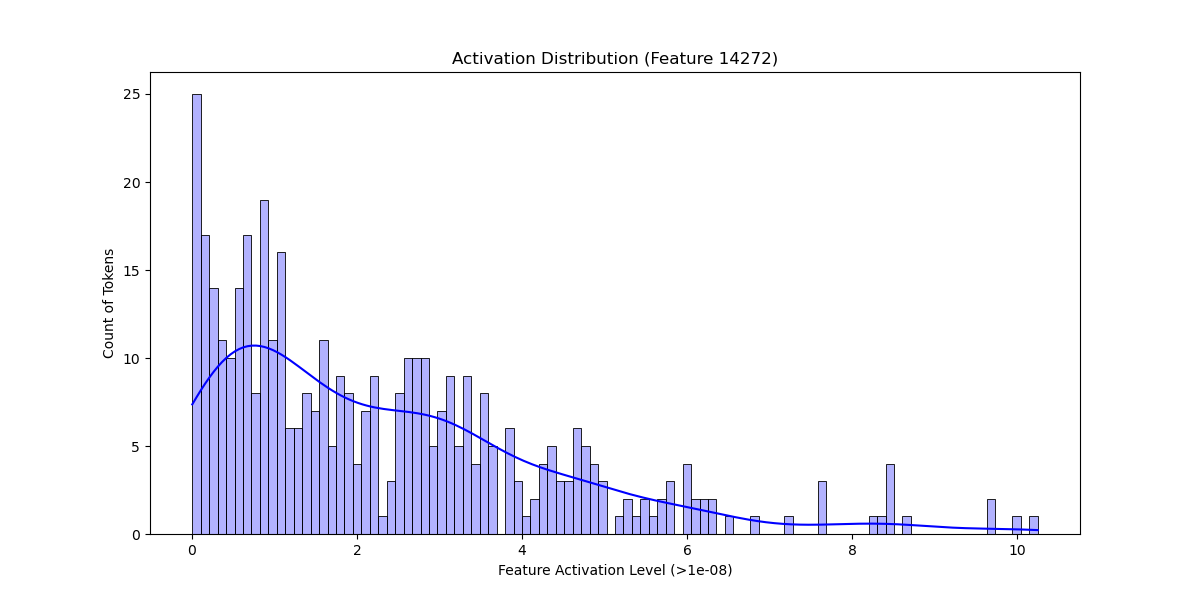 Activation Distribution (Feature 14272)
25
20
15
10
5
0
Count of Tokens
0 2 4 6 8 10
Feature Activation Level (>1e-08)